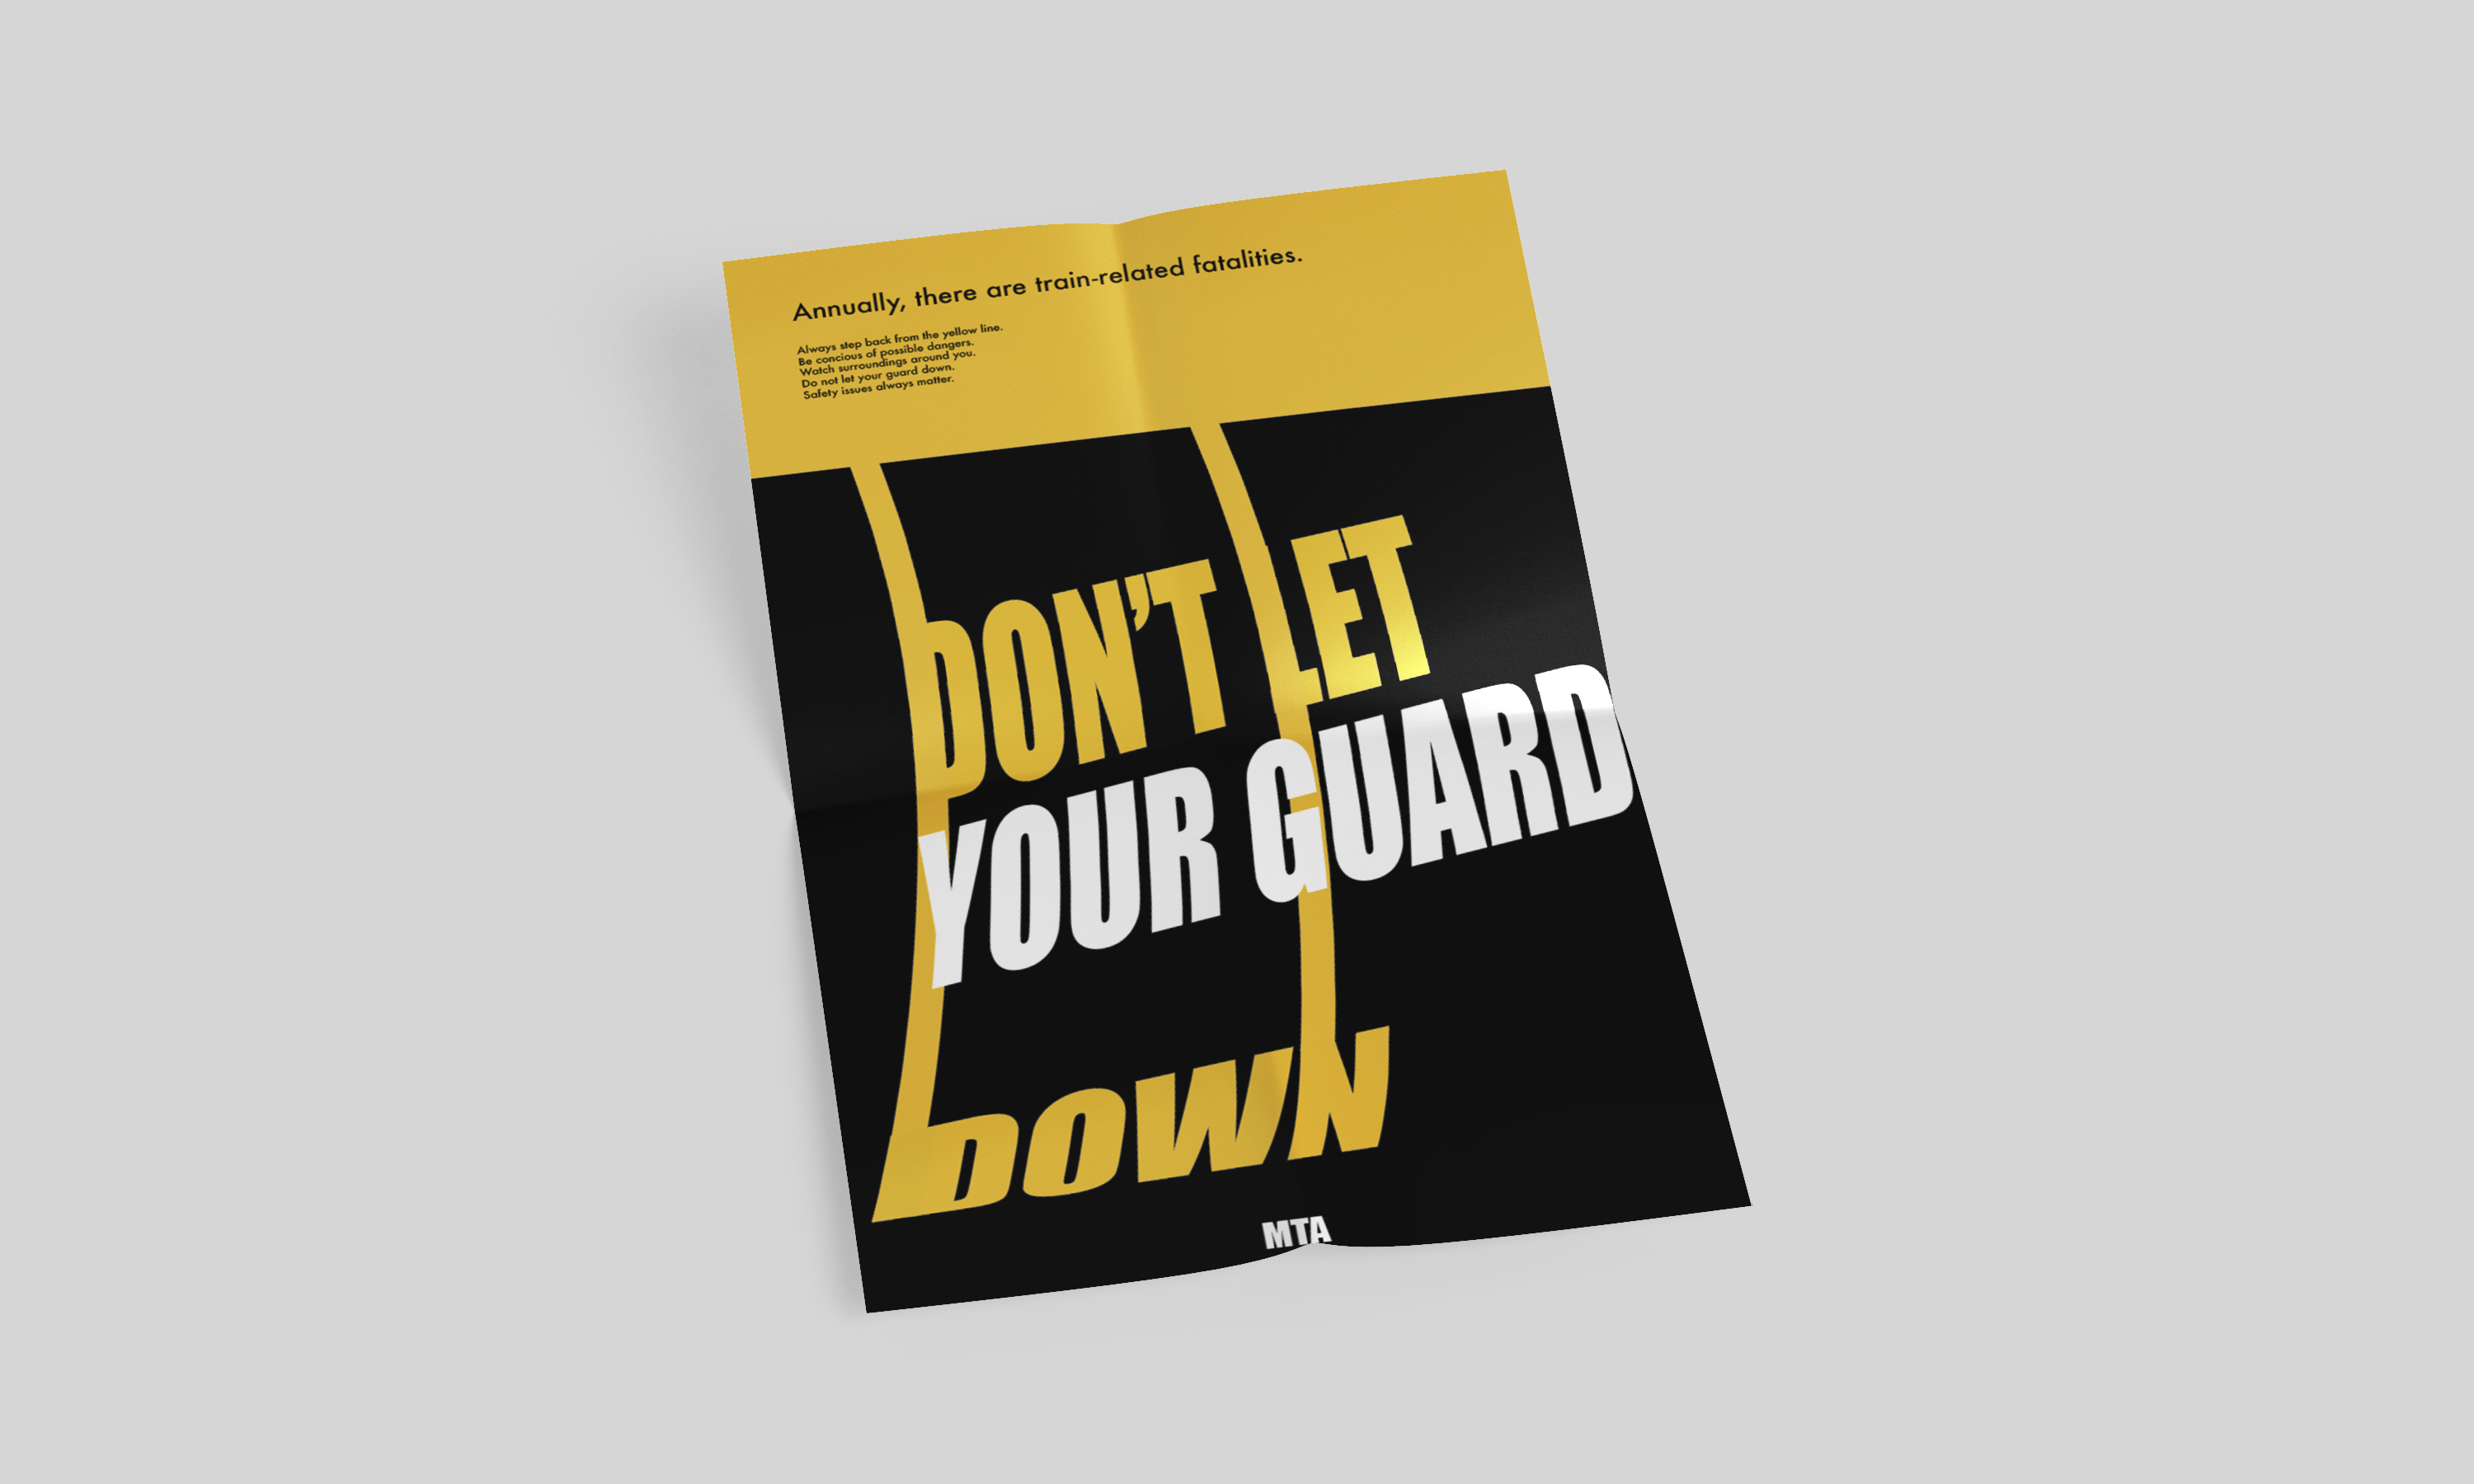 Annually, there are train-related fatalities.
Always step back from the yellow line.
Be concious of possible dangers.
Watch surroundings around you.
Do not let your guard down.
Safety issues always matter.
DON'T LET
YOUR GUARD
DOWN
MTA